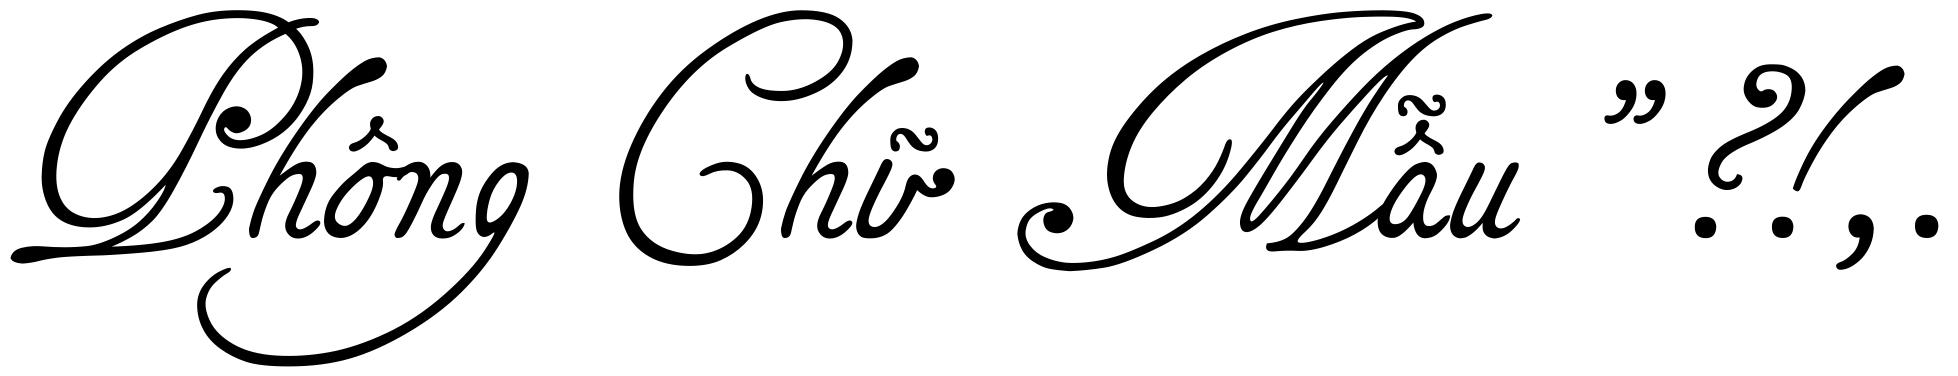 Phông Chữ Mẫu ” ?!,.